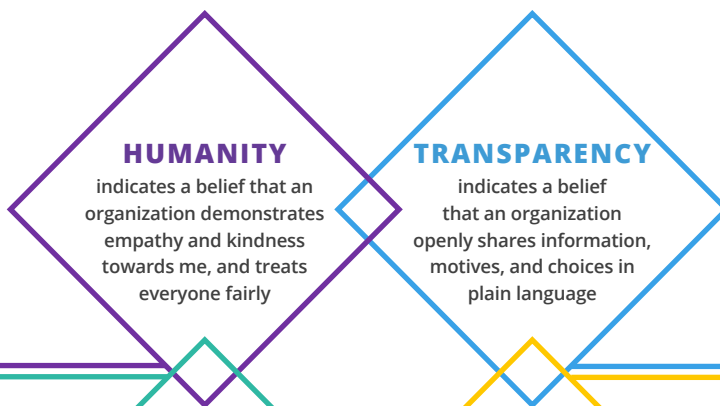 HUMANITY
indicates a belief that an
organization demonstrates
empathy and kindness
towards me, and treats
everyone fairly
TRANSPARENCY
indicates a belief
that an organization
openly shares information,
motives, and choices in
plain language